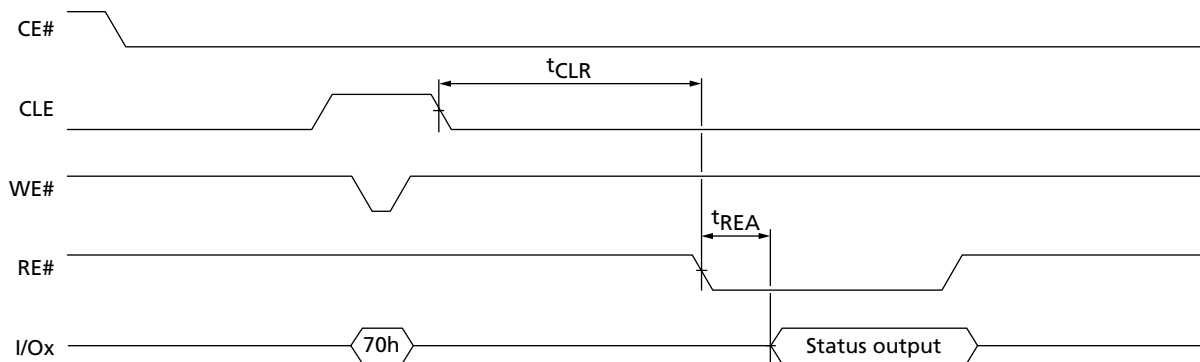 CE#
tCLR
CLE
WE#
tREA
RE#
I/Ox
70h
Status output